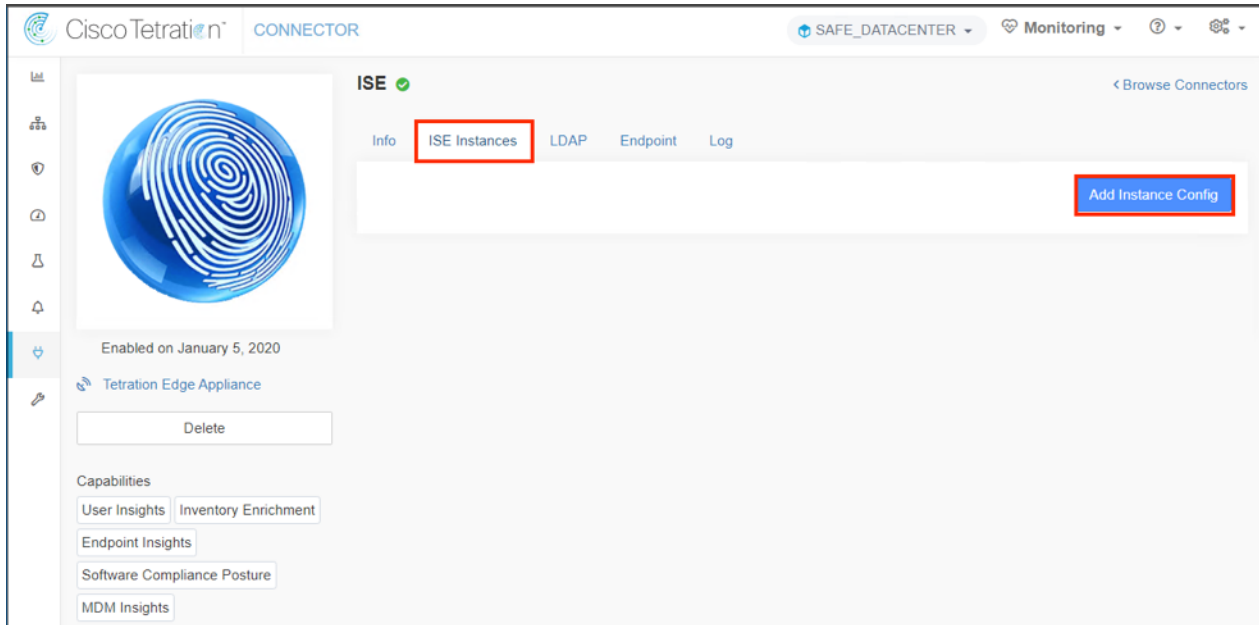 Cisco Tetration™ CONNECTOR SAFE_DATACENTER Monitoring
ISE
< Browse Connectors
Info ISE Instances LDAP Endpoint Log
Add Instance Config
Enabled on January 5, 2020
Tetration Edge Appliance
Delete
Capabilities
User Insights Inventory Enrichment
Endpoint Insights
Software Compliance Posture
MDM Insights